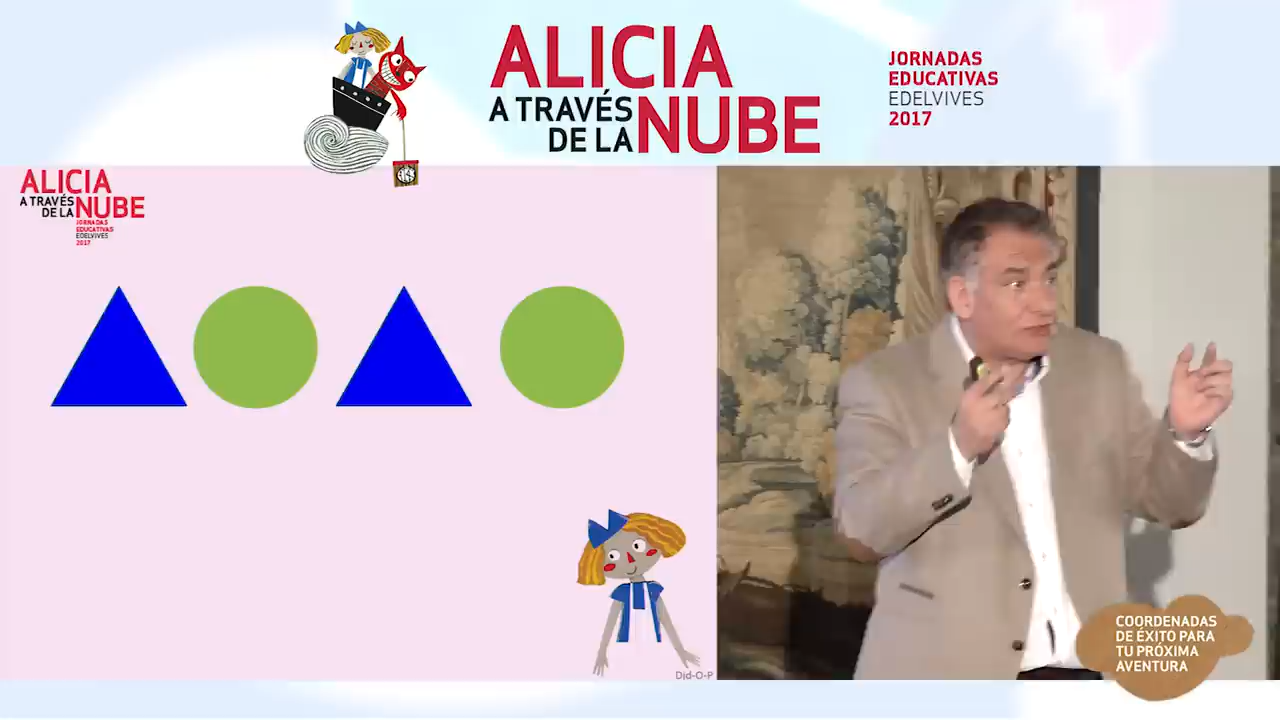 ALICIA
A TRAVÉS
DE LA NUBE
JORNADAS
EDUCATIVAS
EDELVIVES
2017
ALICIA
A TRAVÉS
DE LA NUBE
JORNADAS
EDUCATIVAS
EDELVIVES
2017
Did-O-P
COORDENADAS
DE ÉXITO PARA
TU PRÓXIMA
AVENTURA